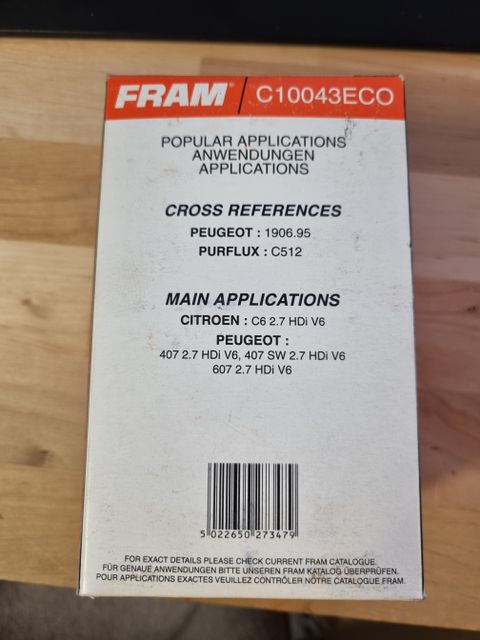 FRAM / C10043ECO
POPULAR APPLICATIONS
ANWENDUNGEN
APPLICATIONS
CROSS REFERENCES
PEUGEOT : 1906.95
PURFLUX : C512
MAIN APPLICATIONS
CITROEN : C6 2.7 HDi V6
PEUGEOT :
407 2.7 HDi V6, 407 SW 2.7 HDi V6
607 2.7 HDi V6
5 022650 273479
FOR EXACT DETAILS PLEASE CHECK CURRENT FRAM CATALOGUE.
FÜR GENAUE ANWENDUNGEN BITTE UNSEREN FRAM KATALOG ÜBERPRÜFEN.
POUR APPLICATIONS EXACTES VEUILLEZ CONTRÔLER NOTRE CATALOGUE FRAM.